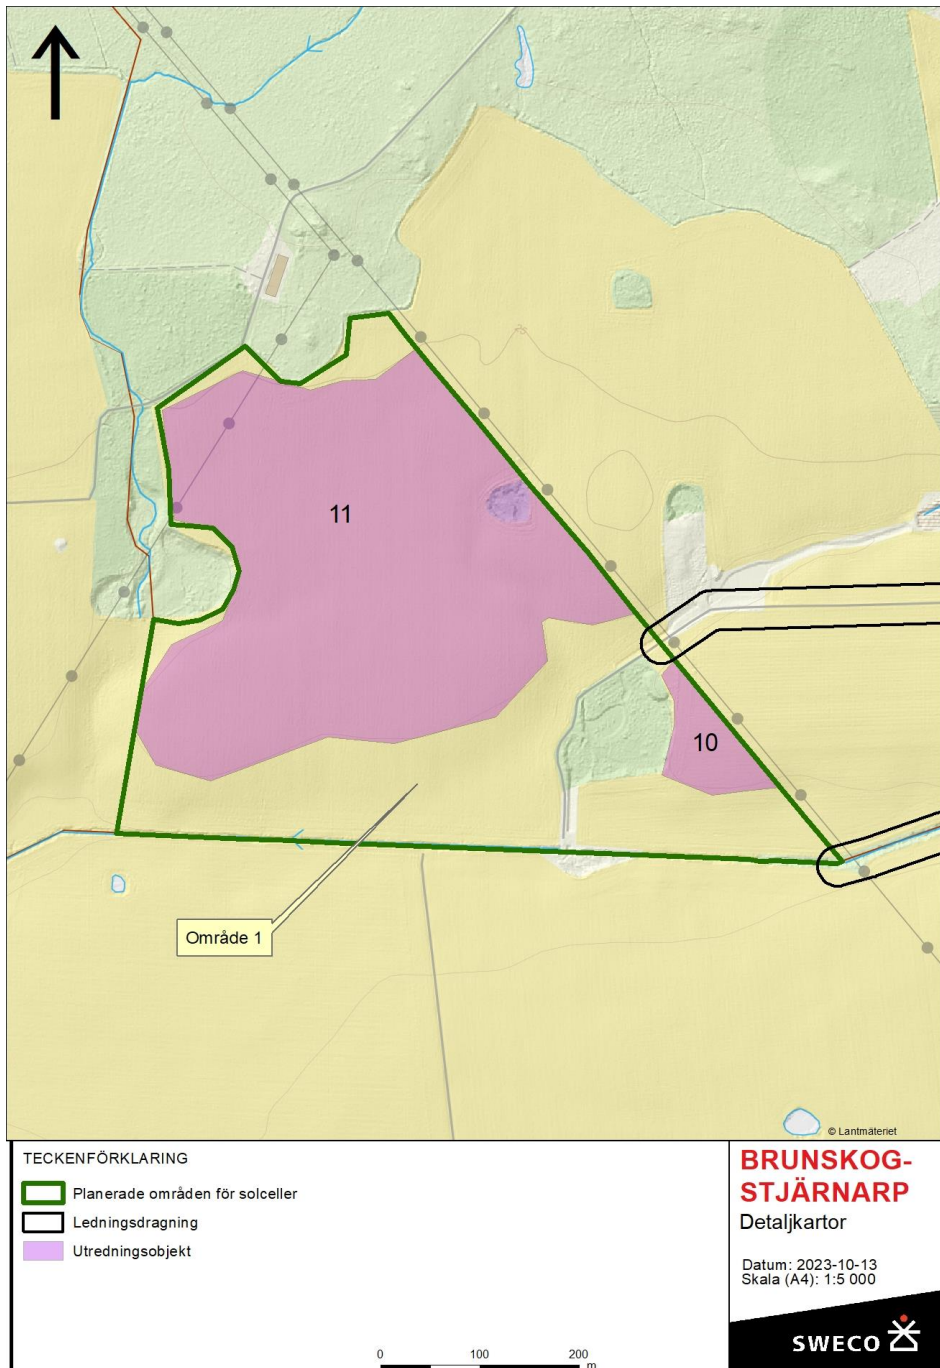 11
10
Område 1
© Lantmäteriet
TECKENFÖRKLARING
Planerade områden för solceller
Ledningsdragning
Utredningsobjekt
0 100 200
m
BRUNSKOG-
STJÄRNARP
Detaljkartor
Datum: 2023-10-13
Skala (A4): 1:5 000
SWECO